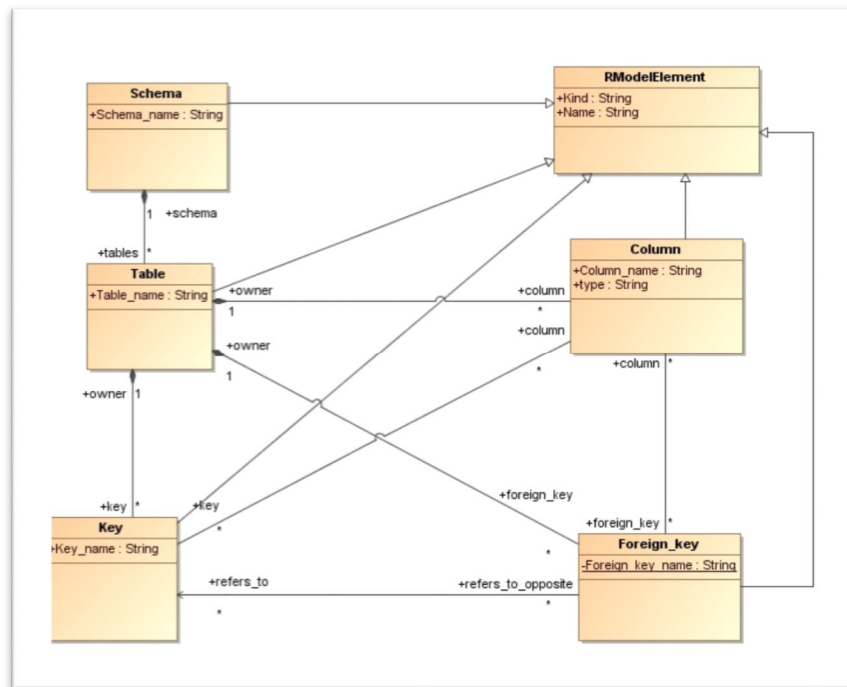 RModelElement
+Kind : String
+Name : String
Schema
+Schema_name : String
1 +schema
+tables *
Table
+Table_name : String
+owner
1
+column
*
Column
+Column_name : String
+type : String
+column
*
+owner
1
+column *
+owner 1
+foreign_key
*
+key *
+key
*
+foreign_key *
Key
+Key_name : String
Foreign_key
-Foreign_key_name : String
+refers_to
*
+refers_to_opposite
*